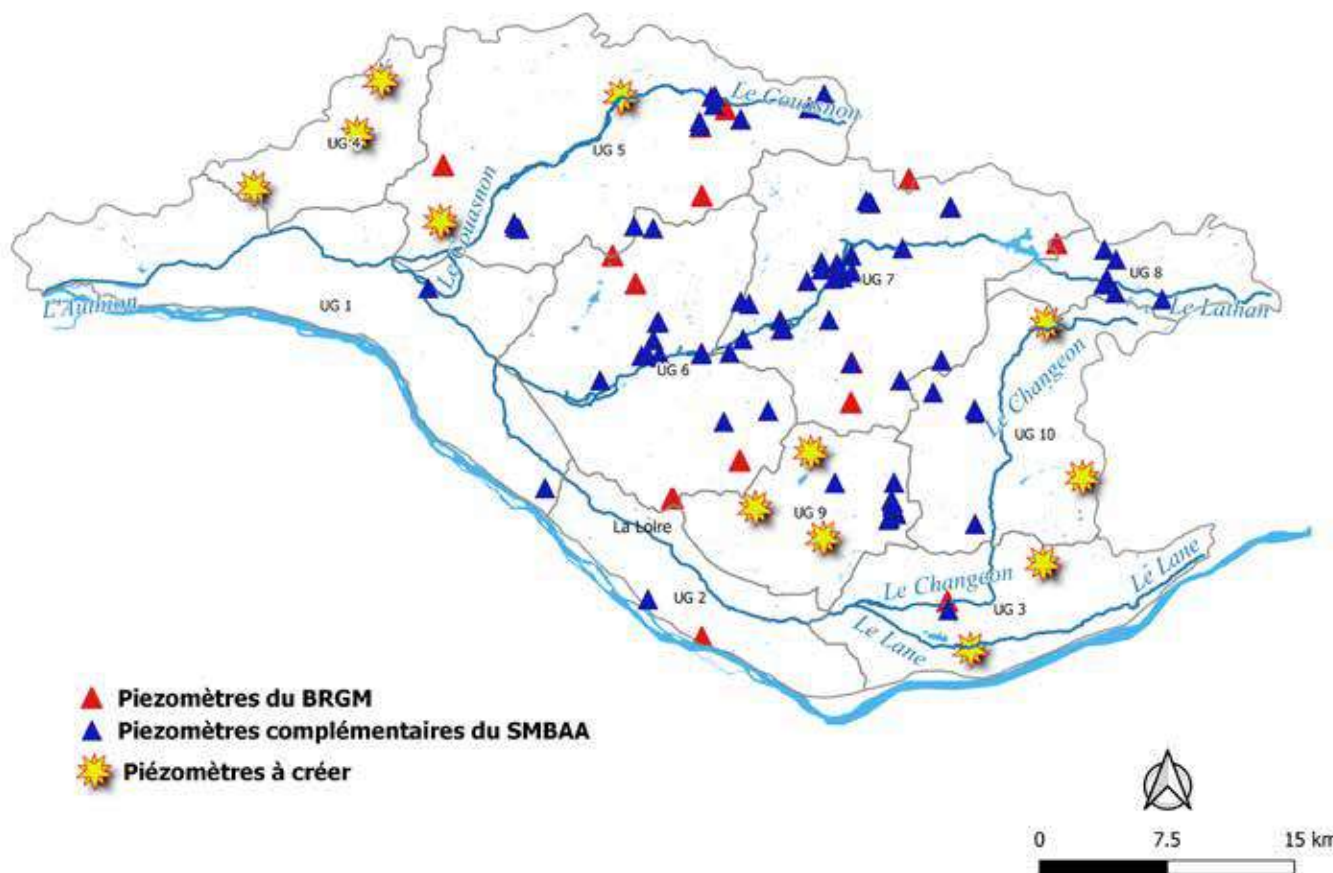 Le Couasnon
UG 4
UG 5
Le Couasnon
UG 7
UG 8
L'Authion
UG 1
Le Lathan
UG 6
Le Changeon
UG 10
UG 9
La Loire
Le Changeon
Le Lane
UG 2
UG 3
Le Lane
Piezomètres du BRGM
Piezomètres complémentaires du SMBAA
Piézomètres à créer
0 7.5 15 km